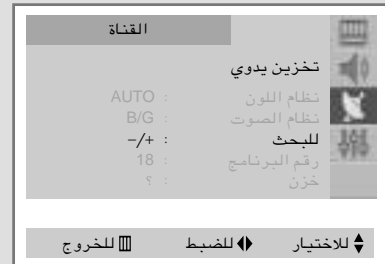 القناة
تخزين يدوي
نظام اللون : AUTO
نظام الصوت : B/G
للبحث : +/−
رقم البرنامج : 18
خزن : ؟
للاختيار للضبط للخروج